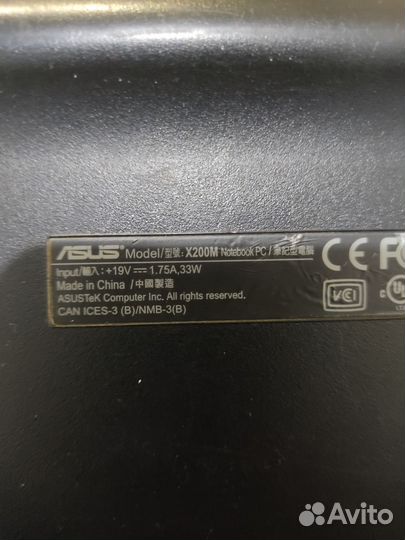 ASUS Model/型號: X200M Notebook PC/筆記型電腦
Input/輸入: +19V 1.75A,33W
Made in China /中國製造
ASUSTeK Computer Inc. All rights reserved.
CAN ICES-3 (B)/NMB-3(B)
CE FC
VCI
c UL
Avito